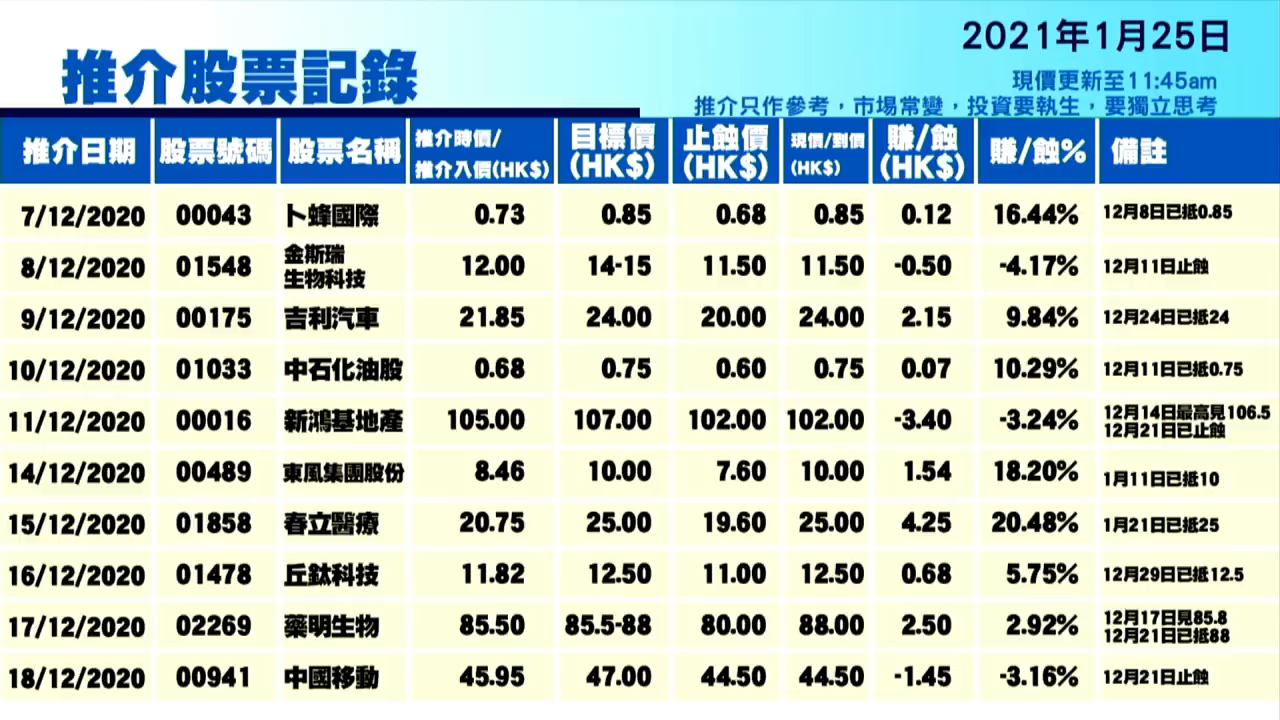 推介股票記錄
2021年1月25日
現價更新至11:45am
推介只作參考，市場常變，投資要執生，要獨立思考
推介日期 股票號碼 股票名稱 推介時價/推介入價(HK$) 目標價(HK$) 止蝕價(HK$) 現價/到價(HK$) 賺/蝕(HK$) 賺/蝕% 備註
7/12/2020 00043 卜蜂國際 0.73 0.85 0.68 0.85 0.12 16.44% 12月8日已抵0.85
8/12/2020 01548 金斯瑞生物科技 12.00 14-15 11.50 11.50 -0.50 -4.17% 12月11日止蝕
9/12/2020 00175 吉利汽車 21.85 24.00 20.00 24.00 2.15 9.84% 12月24日已抵24
10/12/2020 01033 中石化油股 0.68 0.75 0.60 0.75 0.07 10.29% 12月11日已抵0.75
11/12/2020 00016 新鴻基地產 105.00 107.00 102.00 102.00 -3.40 -3.24% 12月14日最高見106.5 12月21日已止蝕
14/12/2020 00489 東風集團股份 8.46 10.00 7.60 10.00 1.54 18.20% 1月11日已抵10
15/12/2020 01858 春立醫療 20.75 25.00 19.60 25.00 4.25 20.48% 1月21日已抵25
16/12/2020 01478 丘鈦科技 11.82 12.50 11.00 12.50 0.68 5.75% 12月29日已抵12.5
17/12/2020 02269 藥明生物 85.50 85.5-88 80.00 88.00 2.50 2.92% 12月17日見85.8 12月21日已抵88
18/12/2020 00941 中國移動 45.95 47.00 44.50 44.50 -1.45 -3.16% 12月21日止蝕